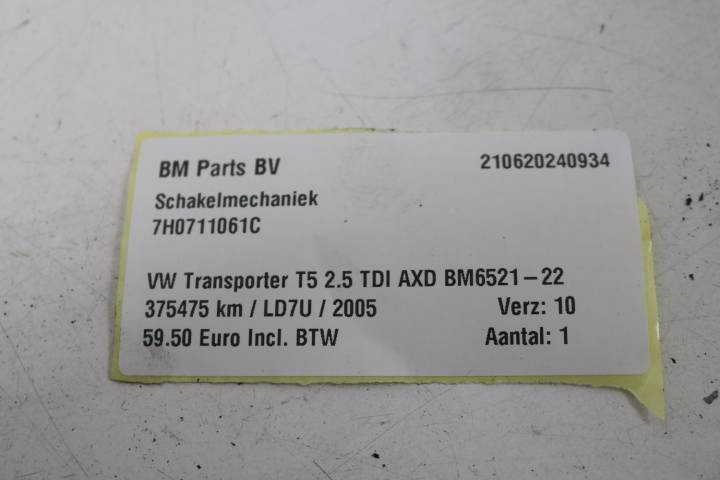 BM Parts BV 210620240934
Schakelmechaniek
7H0711061C
VW Transporter T5 2.5 TDI AXD BM6521-22
375475 km / LD7U / 2005 Verz: 10
59.50 Euro Incl. BTW Aantal: 1